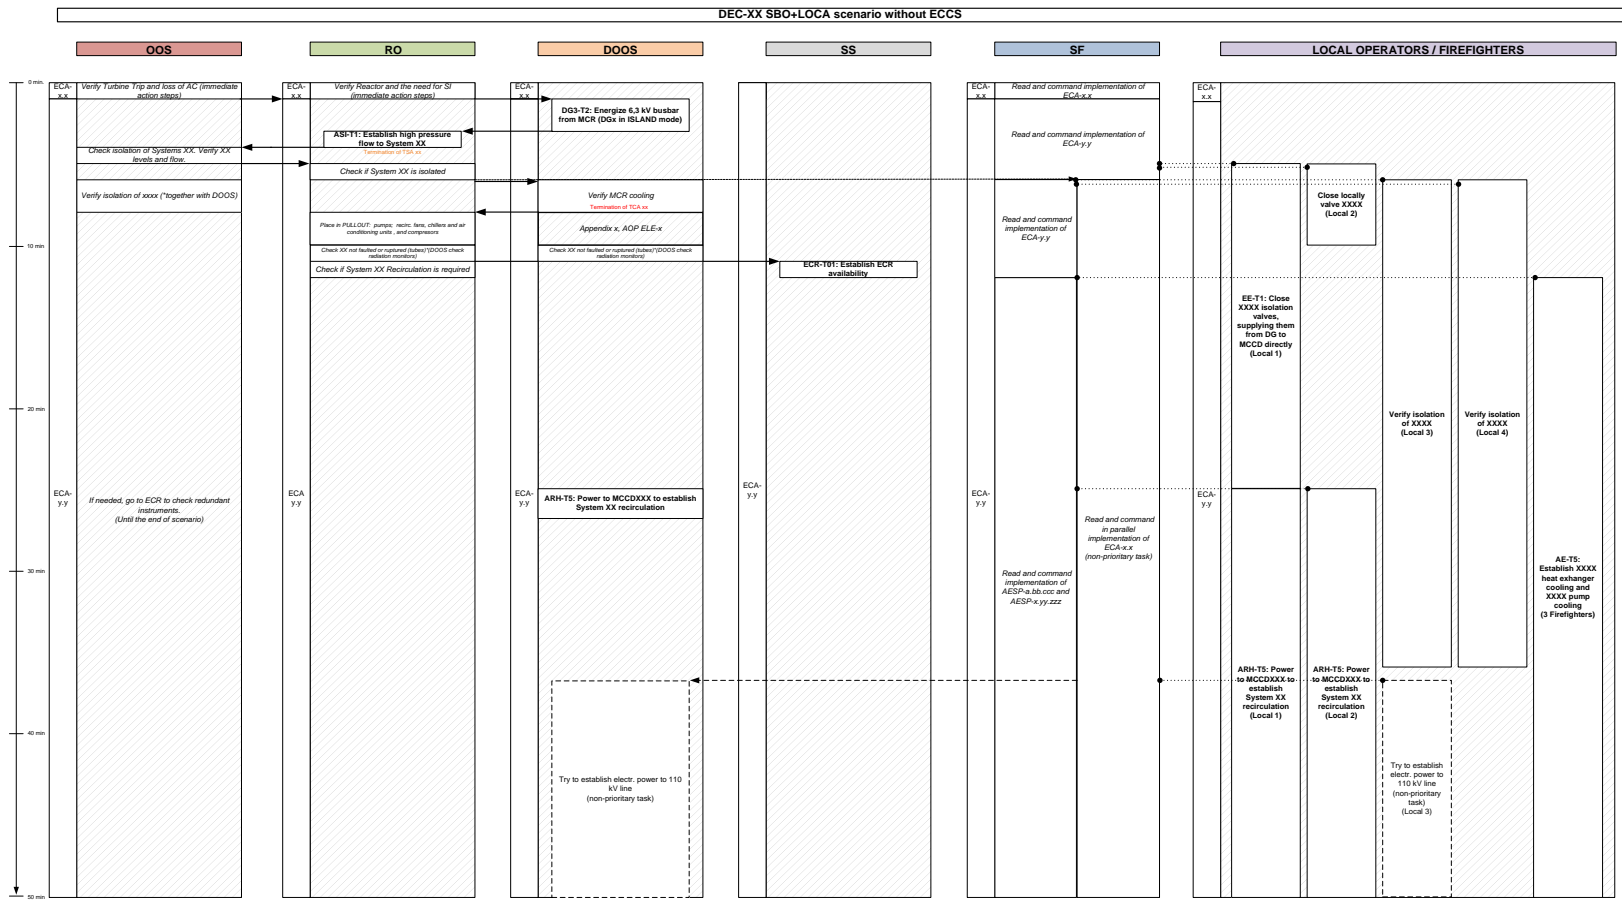 DEC-XX SBO+LOCA scenario without ECCS
OOS
RO
DOOS
SS
SF
LOCAL OPERATORS / FIREFIGHTERS
0 min.
10 min
20 min
30 min
40 min
50 min
ECA-
x.x
Verify Turbine Trip and loss of AC (immediate
action steps)
Check isolation of Systems XX. Verify XX
levels and flow.
Verify isolation of xxxx (*together with DOOS)
ECA-
y.y
If needed, go to ECR to check redundant
instruments.
(Until the end of scenario)
ECA-
x.x
Verify Reactor and the need for SI
(immediate action steps)
ASI-T1: Establish high pressure
flow to System XX
Termination of TSA.xx
Check if System XX is isolated
Place in PULLOUT: pumps; recirc. fans, chillers and air
conditioning units , and compresors
Check XX not faulted or ruptured (tubes)*(DOOS check
radiation monitors)
Check if System XX Recirculation is required
ECA
y.y
ECA-
x.x
DG3-T2: Energize 6,3 kV busbar
from MCR (DGx in ISLAND mode)
Verify MCR cooling
Termination of TCA.xx
Appendix x, AOP ELE-x
Check XX not faulted or ruptured (tubes)*(DOOS check
radiation monitors)
ECA-
y.y
ARH-T5: Power to MCCDXXX to establish
System XX recirculation
Try to establish electr. power to 110
kV line
(non-prioritary task)
ECR-T01: Establish ECR
availability
ECA-
y.y
ECA-
x.x
Read and command implementation of
ECA-x.x
Read and command implementation of
ECA-y.y
Read and command
implementation of
ECA-y.y
ECA-
y.y
Read and command
in parallel
implementation of
ECA-x.x
(non-prioritary task)
Read and command
implementation of
AESP-a.bb.ccc and
AESP-x.yy.zzz
ECA-
x.x
ECA-
y.y
Close locally
valve XXXX
(Local 2)
EE-T1: Close
XXXX isolation
valves,
supplying them
from DG to
MCCD directly
(Local 1)
Verify isolation
of XXXX
(Local 3)
Verify isolation
of XXXX
(Local 4)
AE-T5:
Establish XXXX
heat exhanger
cooling and
XXXX pump
cooling
(3 Firefighters)
ARH-T5: Power
to MCCDXXX to
establish
System XX
recirculation
(Local 1)
ARH-T5: Power
to MCCDXXX to
establish
System XX
recirculation
(Local 2)
Try to establish
electr. power to
110 kV line
(non-prioritary
task)
(Local 3)